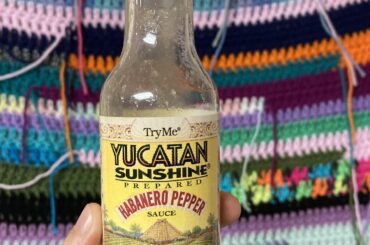 TryMe®
YUCATAN
SUNSHINE®
PREPARED
HABANERO PEPPER
SAUCE